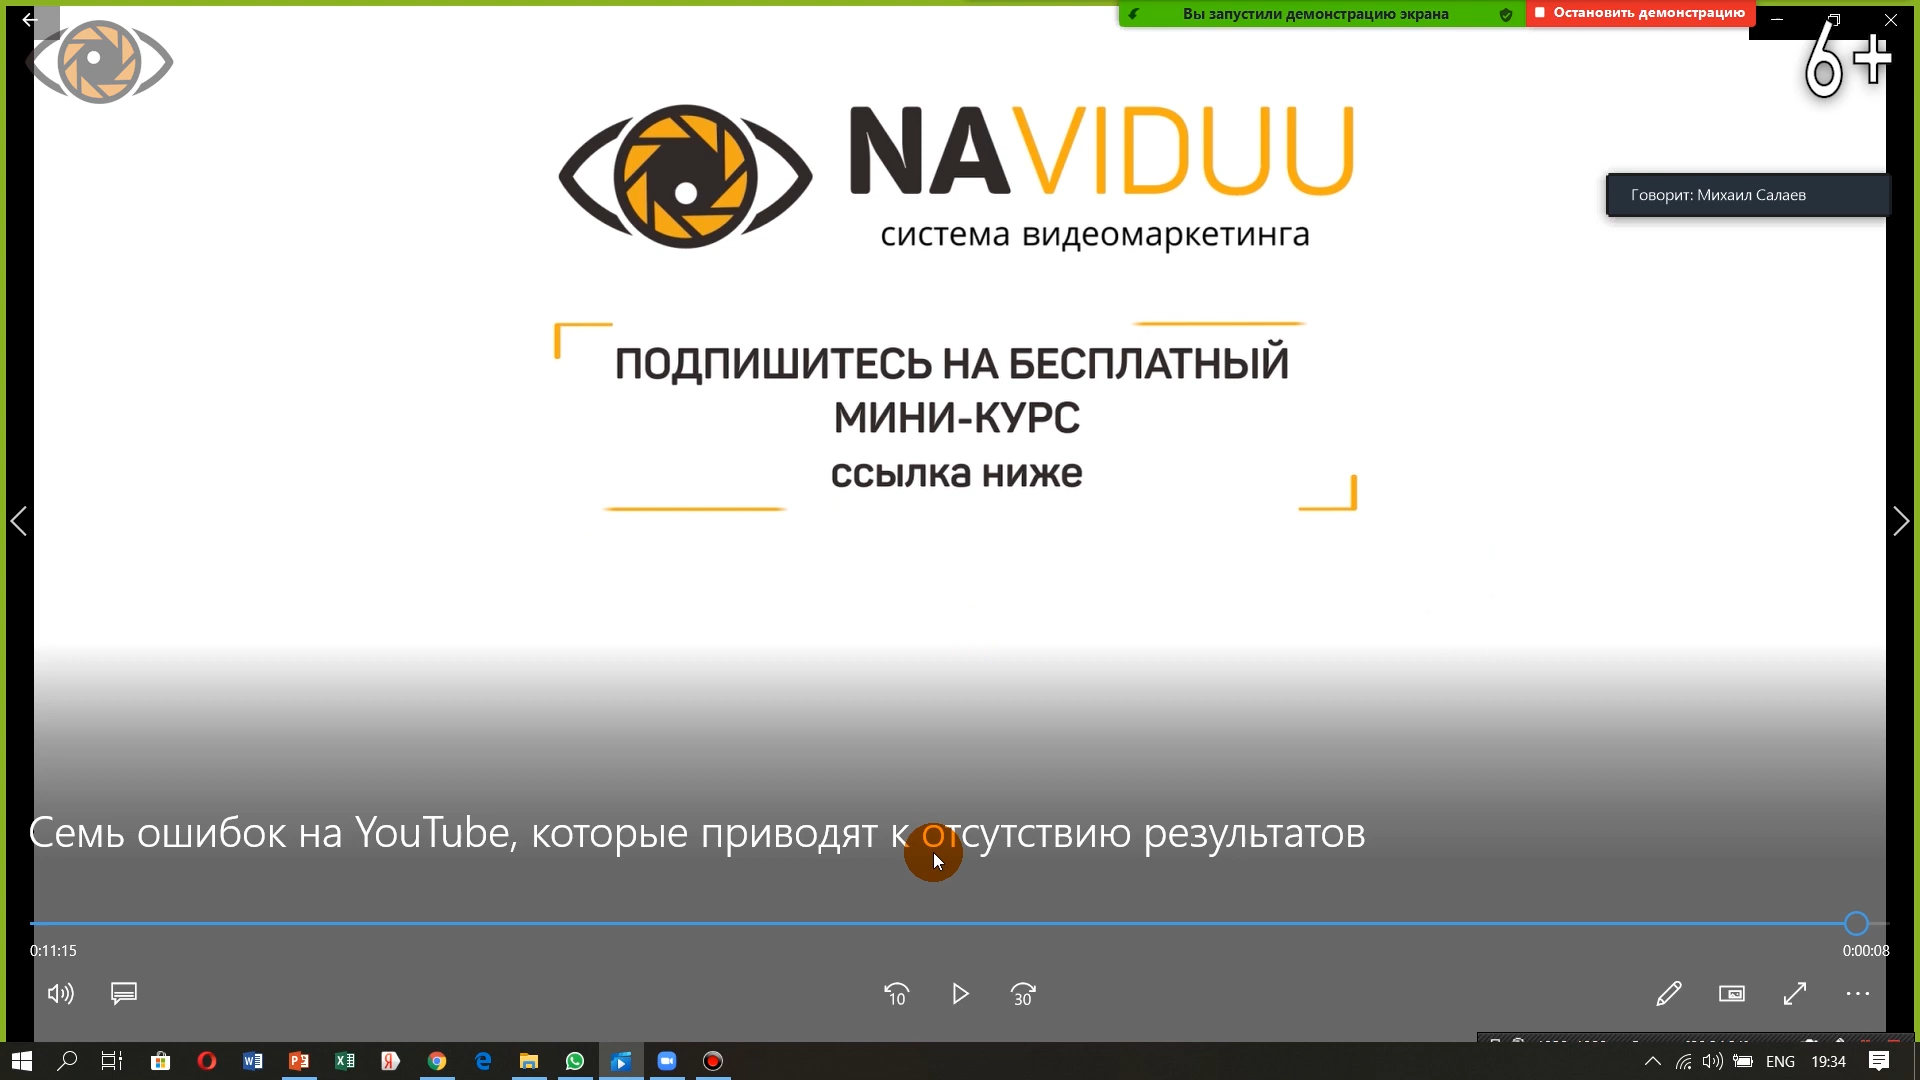 Вы запустили демонстрацию экрана
Остановить демонстрацию
6+
NAVIDUU
система видеомаркетинга
Говорит: Михаил Салаев
ПОДПИШИТЕСЬ НА БЕСПЛАТНЫЙ
МИНИ-КУРС
ссылка ниже
Семь ошибок на YouTube, которые приводят к отсутствию результатов
0:11:15
0:00:08
10
30
ENG
19:34